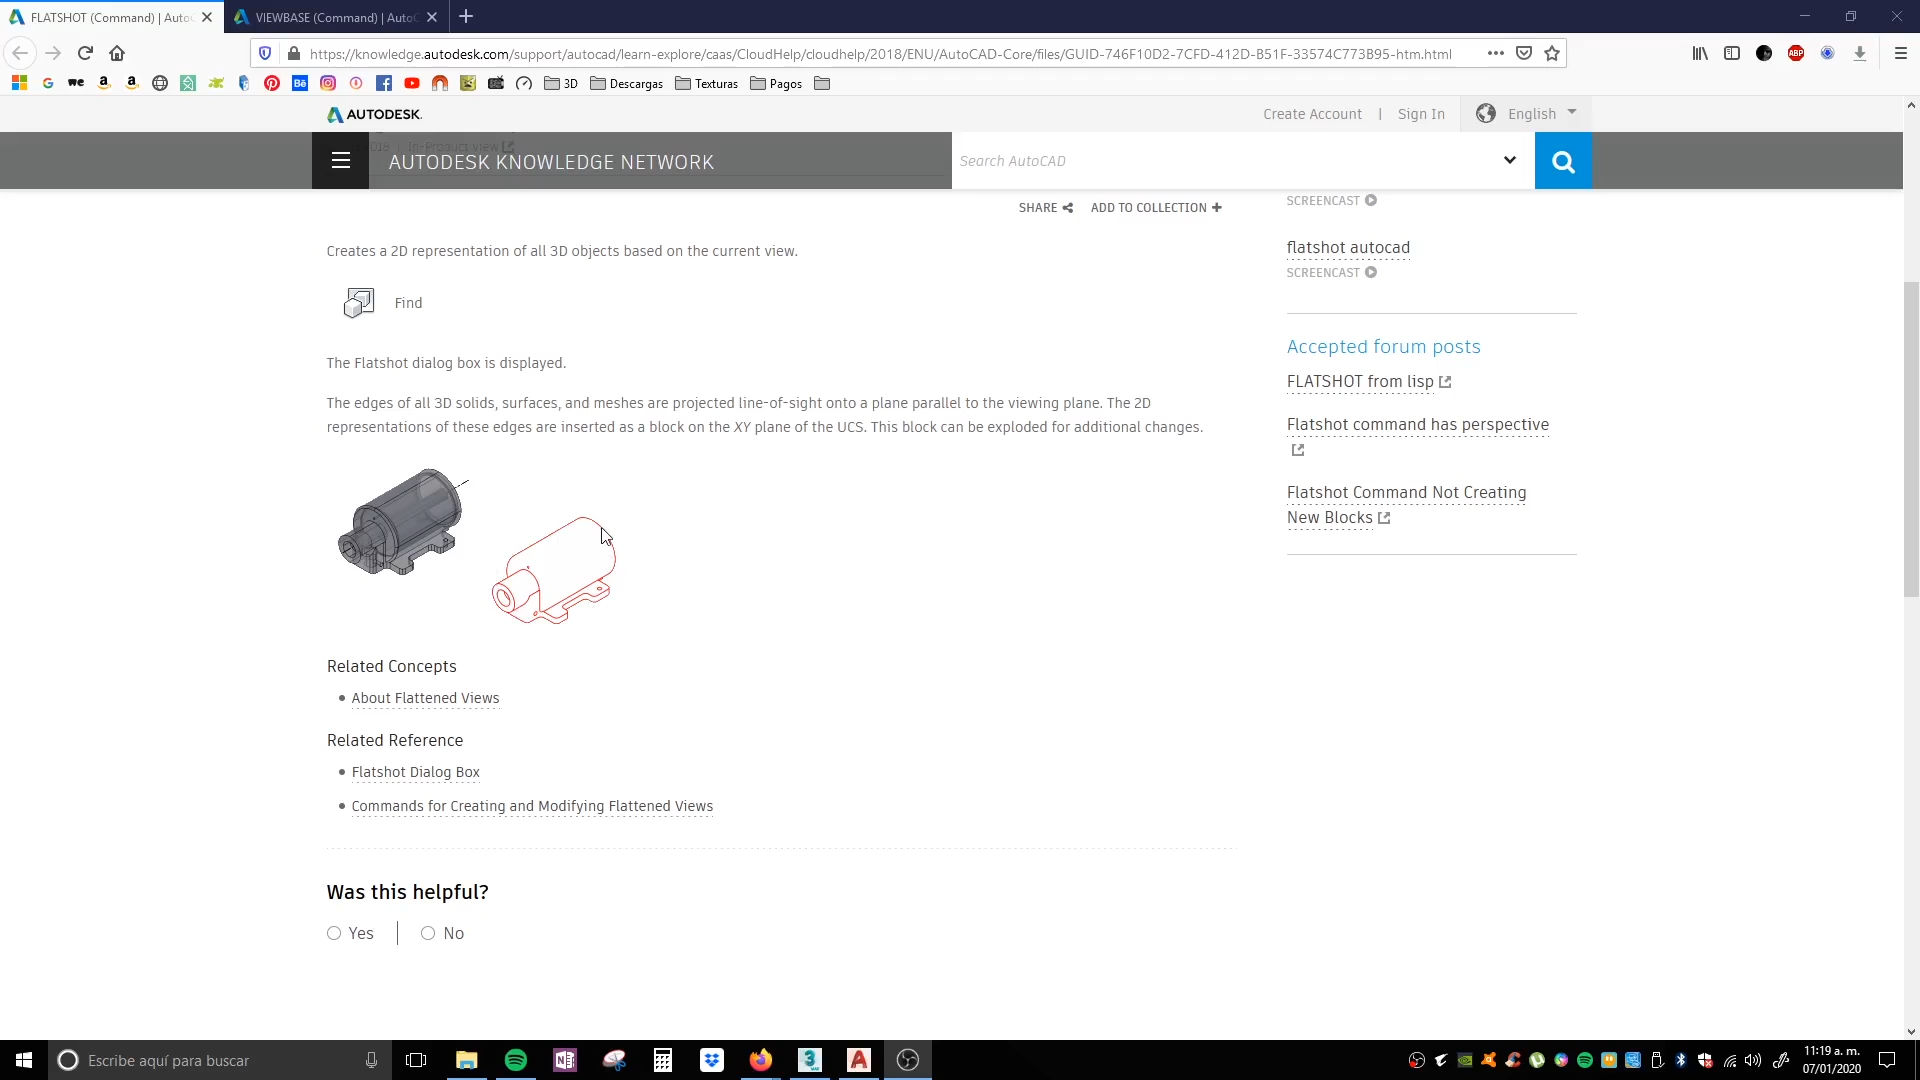 FLATSHOT (Command) | AutoC
VIEWBASE (Command) | AutoC
https://knowledge.autodesk.com/support/autocad/learn-explore/caas/CloudHelp/cloudhelp/2018/ENU/AutoCAD-Core/files/GUID-746F10D2-7CFD-412D-B51F-33574C773B95-htm.html
3D
Descargas
Texturas
Pagos
AUTODESK.
Create Account | Sign In
English
2018 | In-Product view
AUTODESK KNOWLEDGE NETWORK
Search AutoCAD
SHARE
ADD TO COLLECTION +
Creates a 2D representation of all 3D objects based on the current view.
Find
The Flatshot dialog box is displayed.
The edges of all 3D solids, surfaces, and meshes are projected line-of-sight onto a plane parallel to the viewing plane. The 2D
representations of these edges are inserted as a block on the XY plane of the UCS. This block can be exploded for additional changes.
Related Concepts
• About Flattened Views
Related Reference
• Flatshot Dialog Box
• Commands for Creating and Modifying Flattened Views
Was this helpful?
Yes | No
SCREENCAST
flatshot autocad
SCREENCAST
Accepted forum posts
FLATSHOT from lisp
Flatshot command has perspective
Flatshot Command Not Creating
New Blocks
Escribe aquí para buscar
11:19 a. m.
07/01/2020